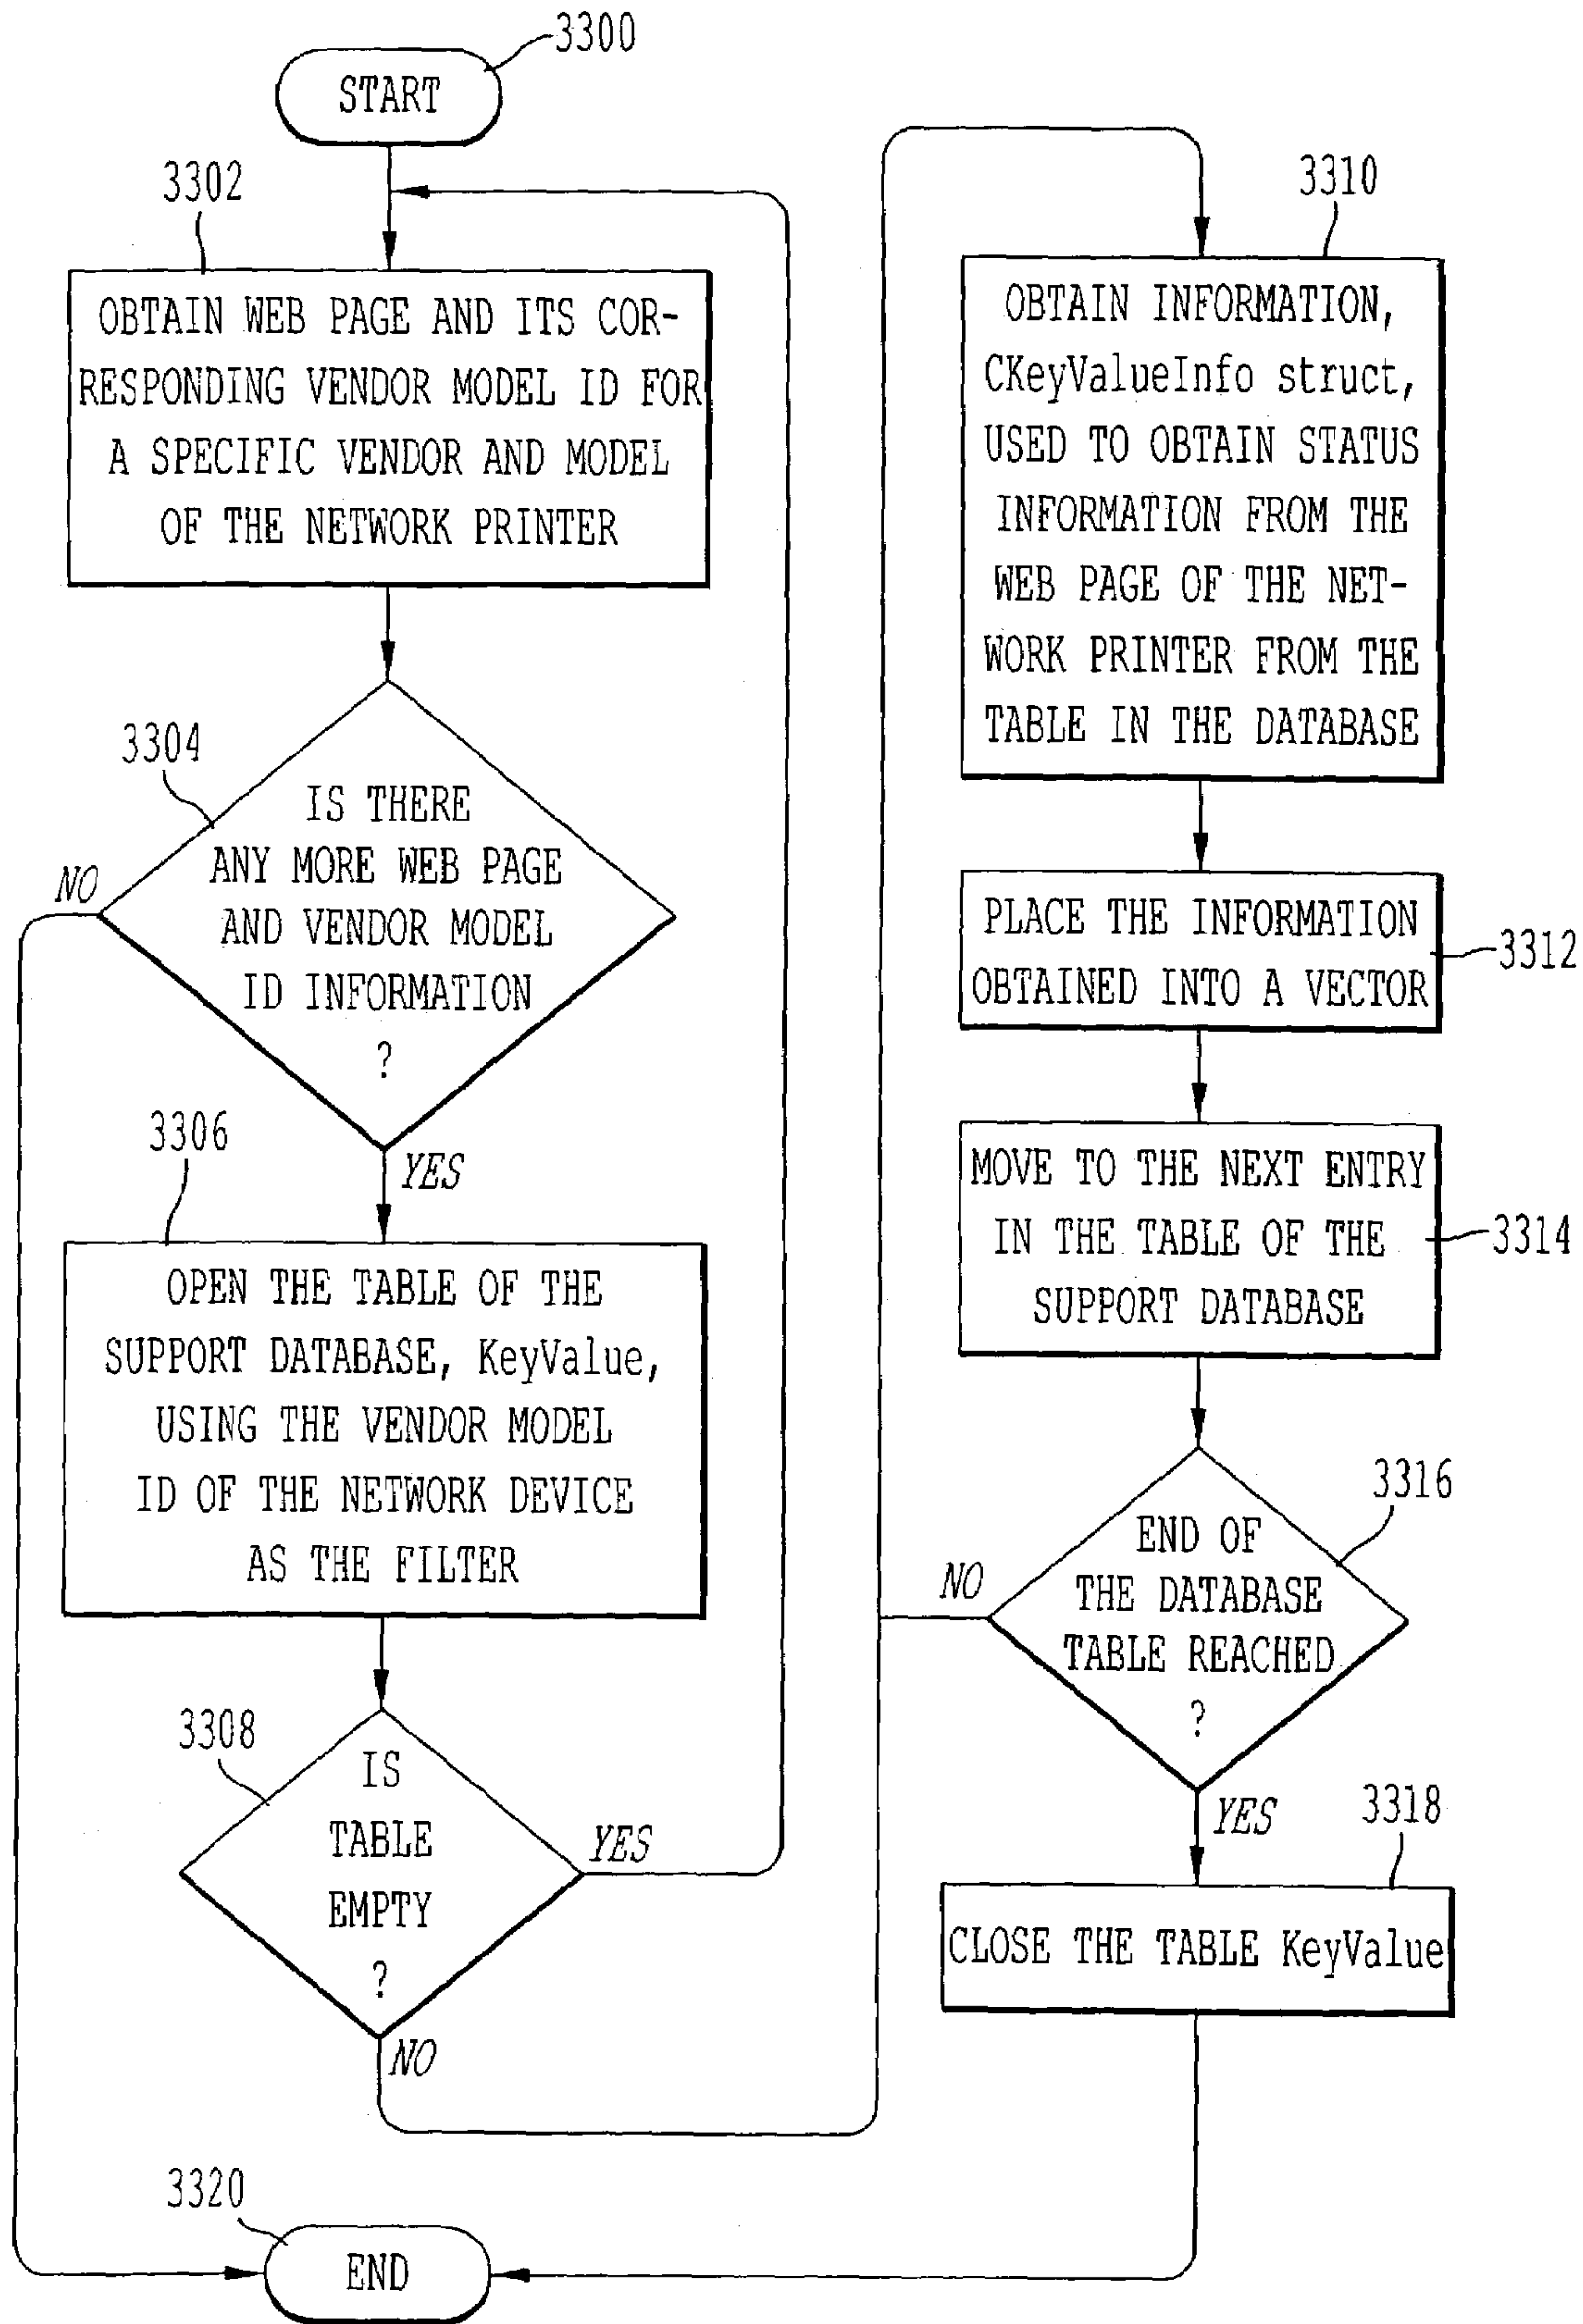 3300
START
3302
OBTAIN WEB PAGE AND ITS COR-
RESPONDING VENDOR MODEL ID FOR
A SPECIFIC VENDOR AND MODEL
OF THE NETWORK PRINTER
3304
IS THERE
ANY MORE WEB PAGE
AND VENDOR MODEL
ID INFORMATION
?
NO
YES
3306
OPEN THE TABLE OF THE
SUPPORT DATABASE, KeyValue,
USING THE VENDOR MODEL
ID OF THE NETWORK DEVICE
AS THE FILTER
3308
IS
TABLE
EMPTY
?
YES
NO
3310
OBTAIN INFORMATION,
CKeyValueInfo struct,
USED TO OBTAIN STATUS
INFORMATION FROM THE
WEB PAGE OF THE NET-
WORK PRINTER FROM THE
TABLE IN THE DATABASE
PLACE THE INFORMATION
OBTAINED INTO A VECTOR
3312
MOVE TO THE NEXT ENTRY
IN THE TABLE OF THE
SUPPORT DATABASE
3314
3316
END OF
THE DATABASE
TABLE REACHED
?
NO
YES
3318
CLOSE THE TABLE KeyValue
3320
END